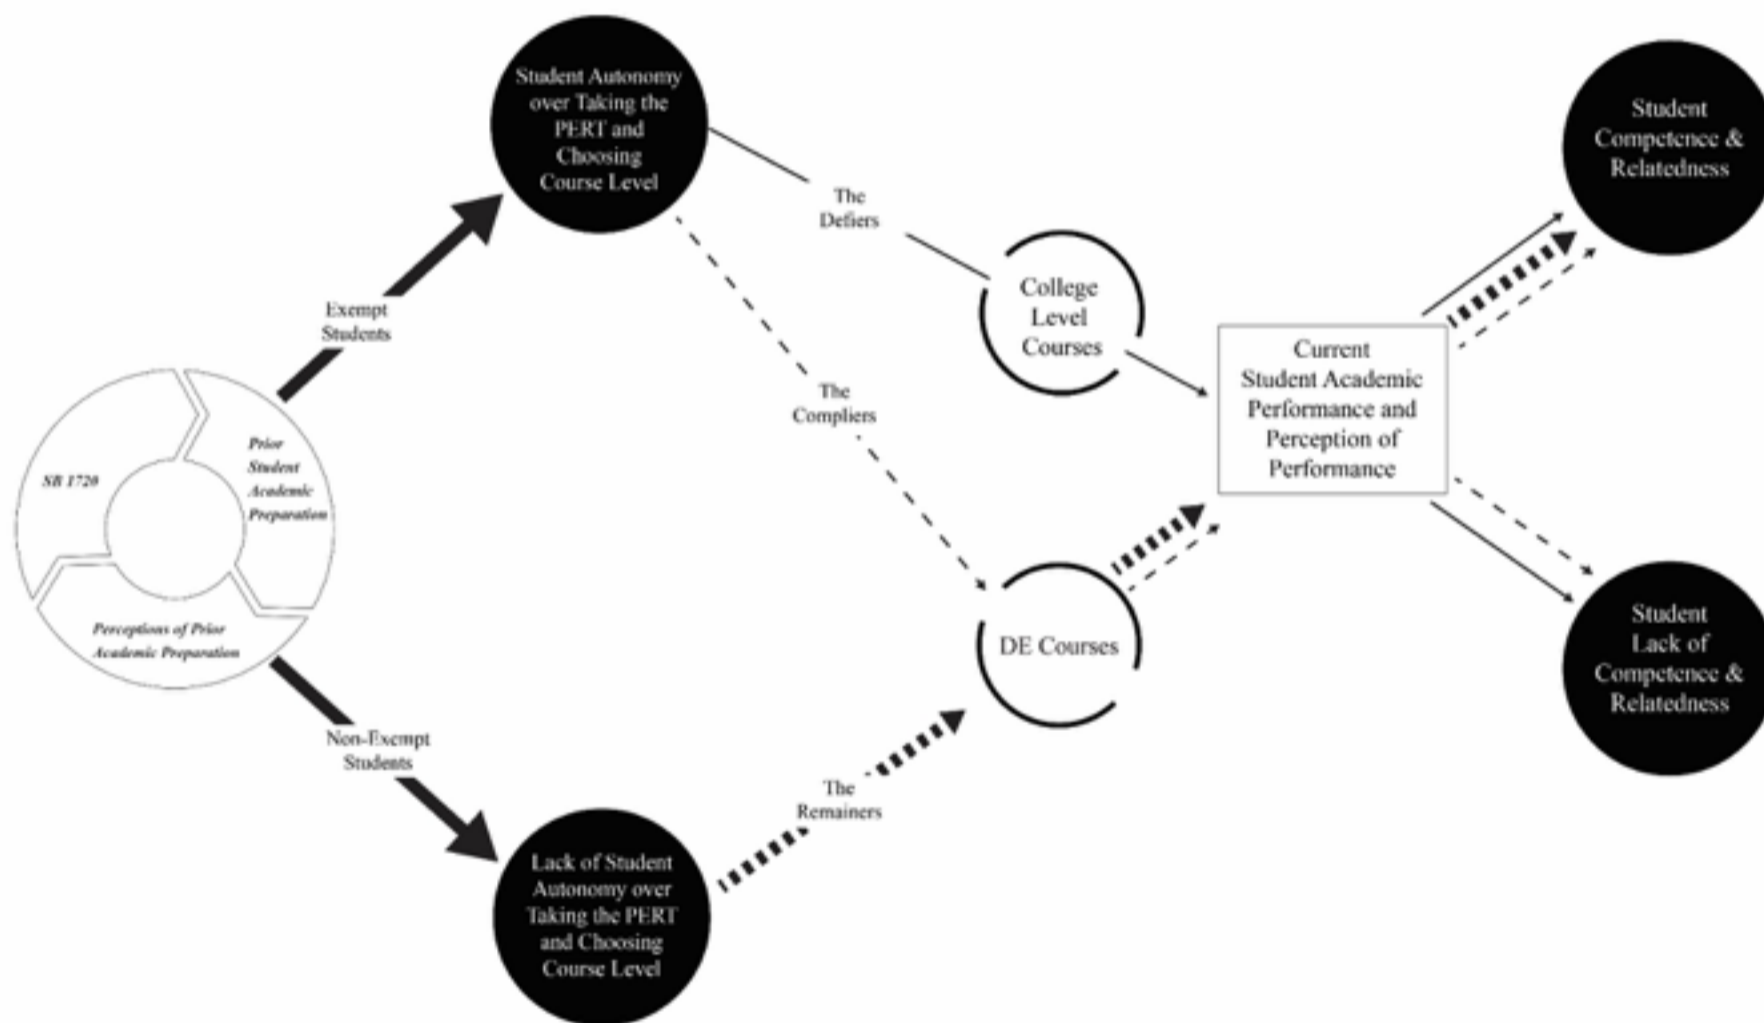 Student Autonomy
over Taking the
PERT and
Choosing
Course Level
Student
Competence &
Relatedness
The
Defiers
College
Level
Courses
Exempt
Students
Current
Student Academic
Performance and
Perception of
Performance
The
Compliers
SB 1720
Prior
Student
Academic
Preparation
Perceptions of Prior
Academic Preparation
DE Courses
Student
Lack of
Competence &
Relatedness
Non-Exempt
Students
The
Remainers
Lack of Student
Autonomy over
Taking the PERT
and Choosing
Course Level